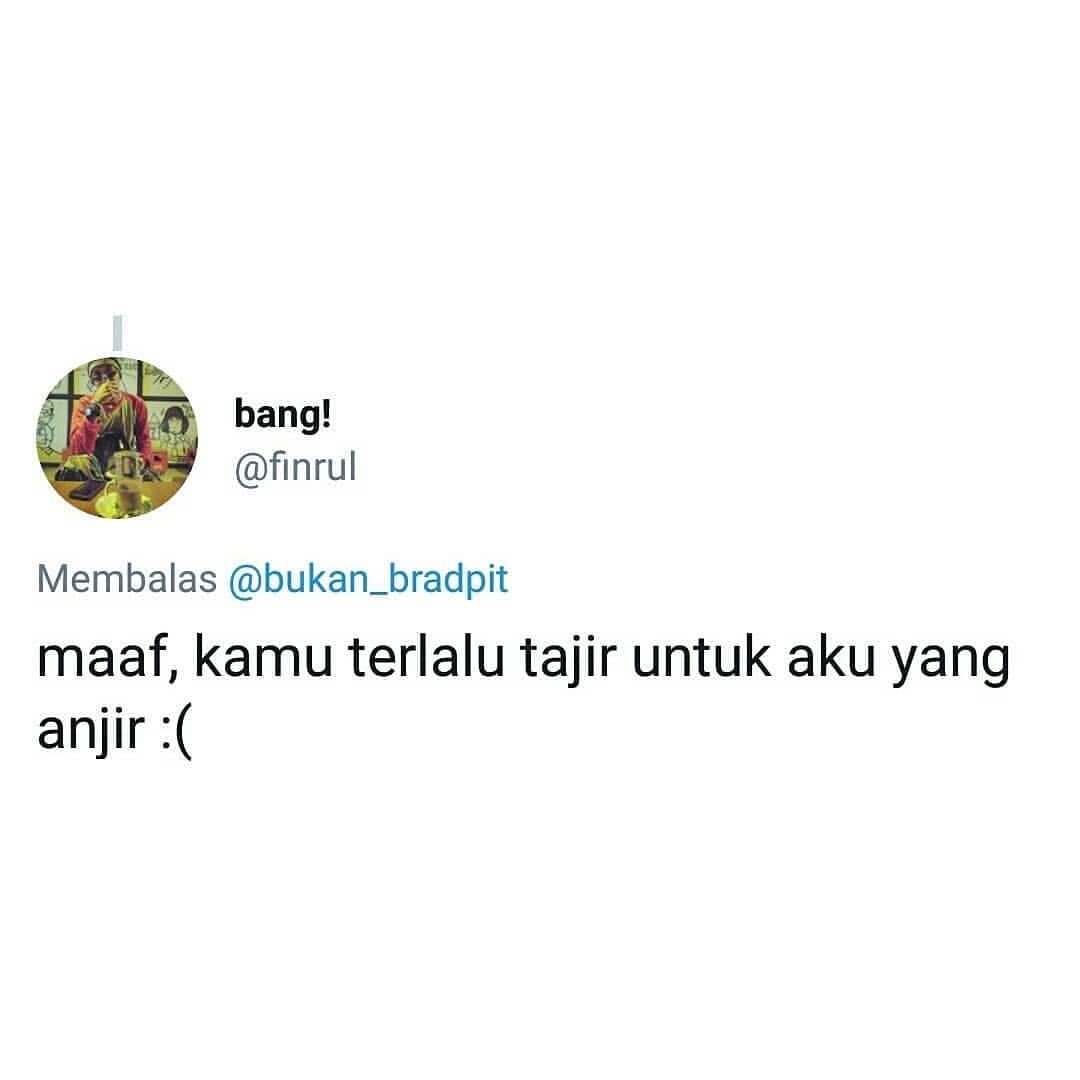 bang!
@finrul
Membalas @bukan_bradpit
maaf, kamu terlalu tajir untuk aku yang
anjir :(